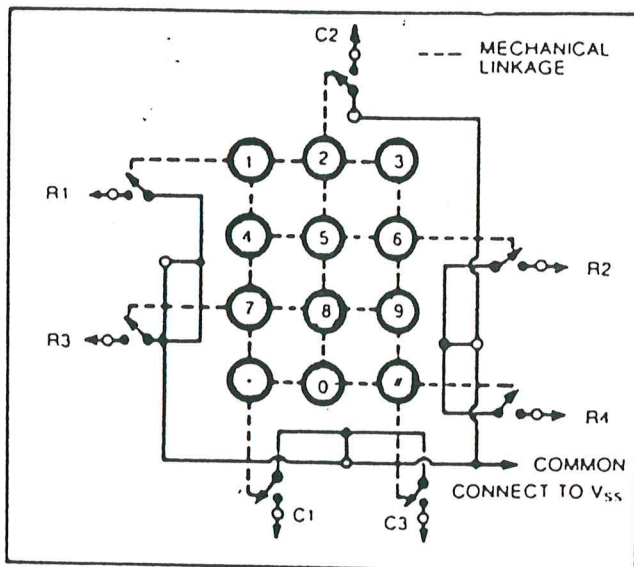 C2
MECHANICAL
LINKAGE
1 2 3
R1
4 5 6
R2
7 8 9
R3
0 #
R4
COMMON
CONNECT TO VSS
C1 C3